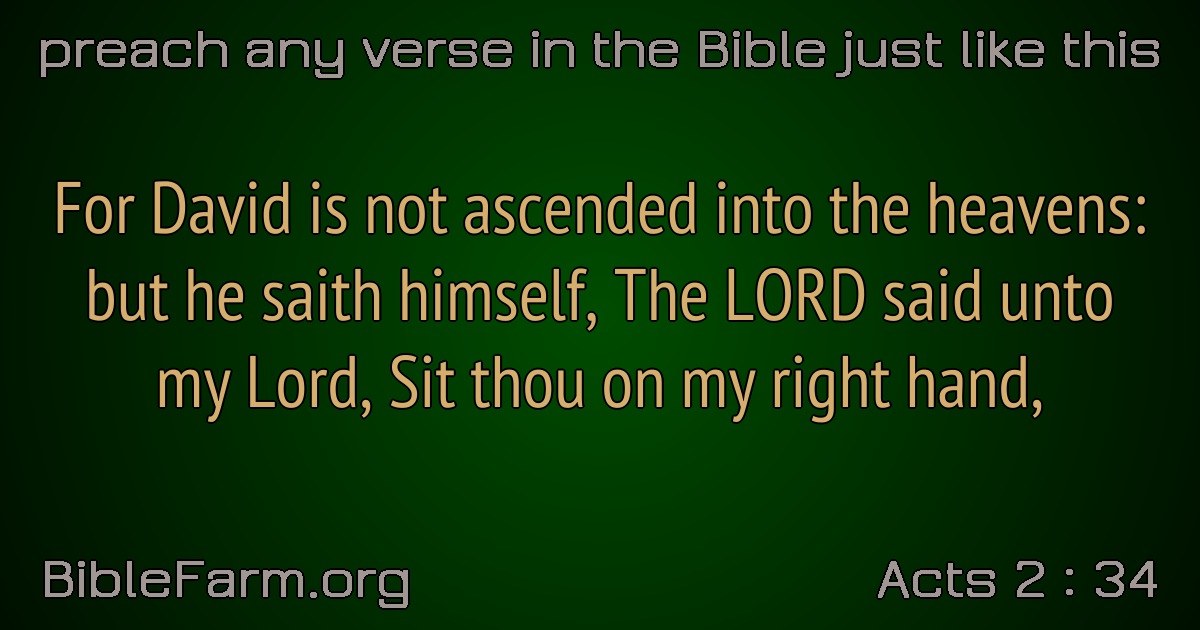 preach any verse in the Bible just like this
For David is not ascended into the heavens:
but he saith himself, The LORD said unto
my Lord, Sit thou on my right hand,
BibleFarm.org
Acts 2 : 34